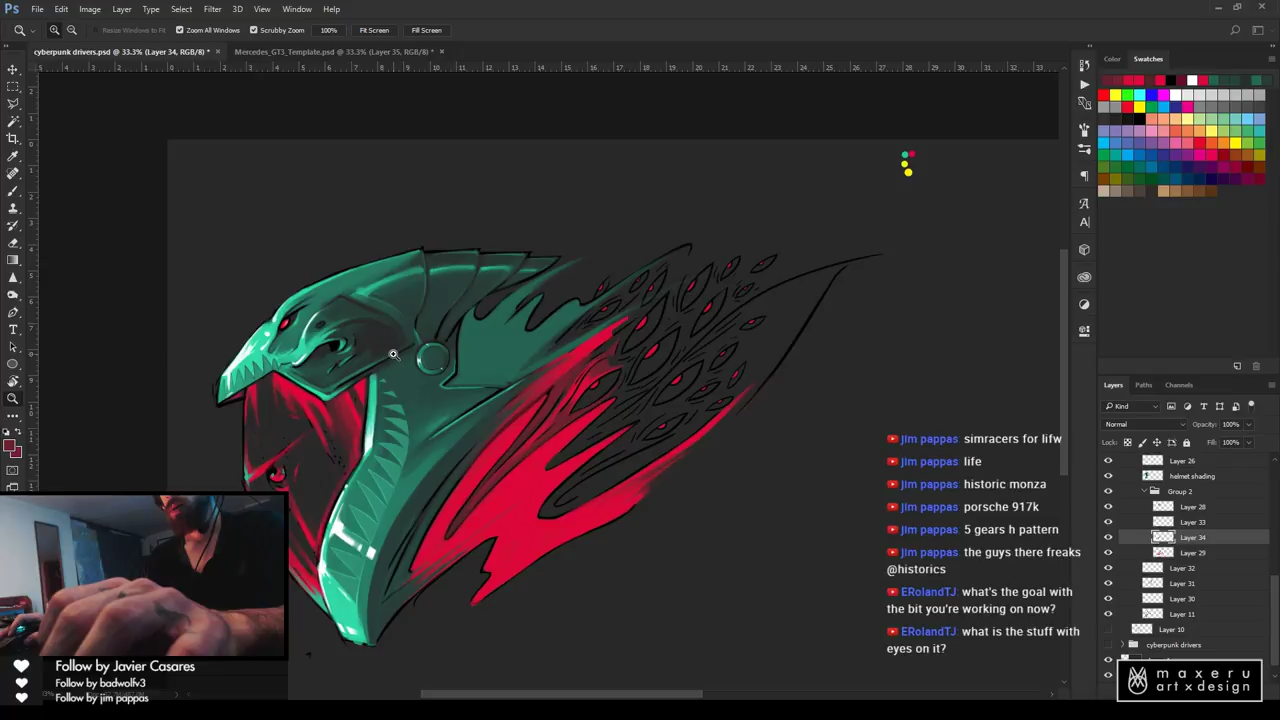 Ps File Edit Image Layer Type Select Filter 3D View Window Help
Resize Windows to Fit Zoom All Windows Scrubby Zoom 100% Fit Screen Fill Screen
cyberpunk drivers.psd @ 33.3% (Layer 34, RGB/8) * × Mercedes_GT3_Template.psd @ 33.3% (Layer 35, RGB/8) * ×
Color Swatches
Layers Paths Channels
Kind
Normal Opacity: 100%
Lock: Fill: 100%
Layer 26
helmet shading
Group 2
Layer 28
Layer 33
Layer 34
Layer 29
Layer 32
Layer 31
Layer 30
Layer 11
Layer 10
cyberpunk drivers
jim pappas simracers for lifw
jim pappas life
jim pappas historic monza
jim pappas porsche 917k
jim pappas 5 gears h pattern
jim pappas the guys there freaks
@historics
ERolandTJ what's the goal with
the bit you're working on now?
ERolandTJ what is the stuff with
eyes on it?
Follow by Javier Casares
Follow by badwolfv3
Follow by jim pappas
maxeru
art x design